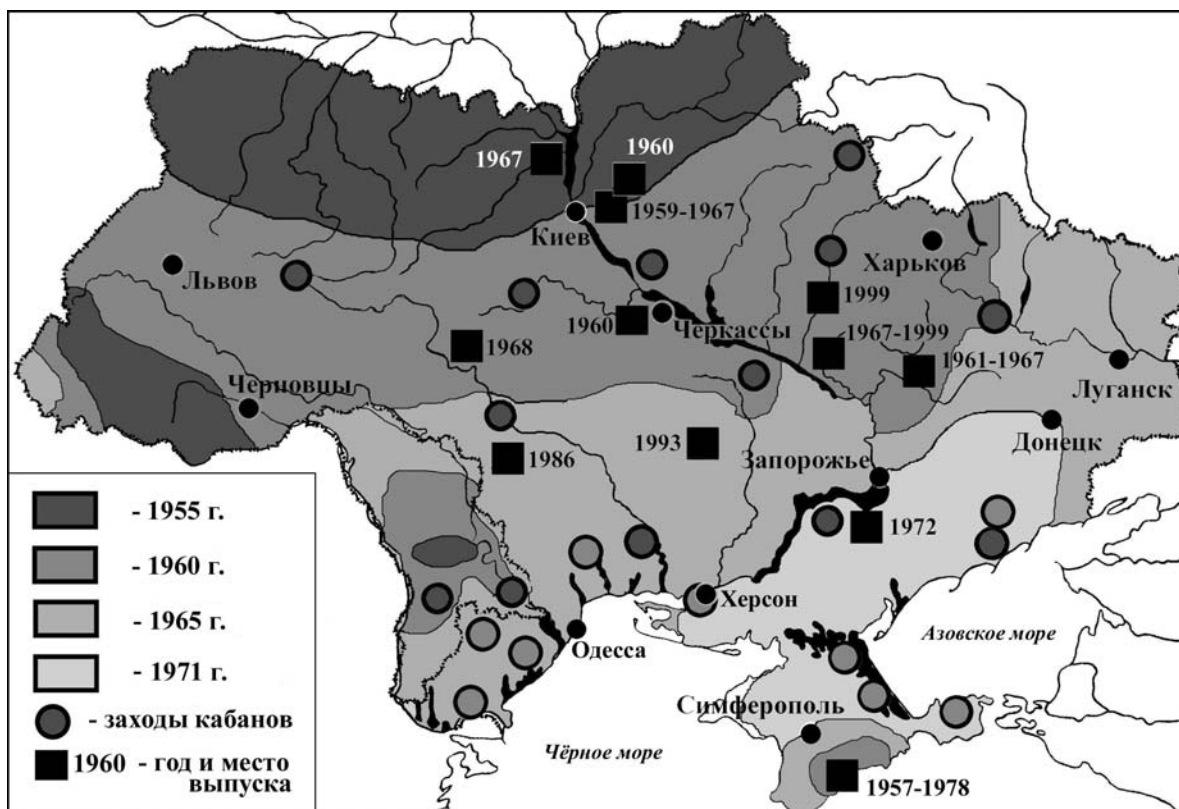 1967
1960
1959-1967
Киев
Харьков
Львов
1999
1960
Черкассы
1967-1999
1968
1961-1967
Луганск
Черновцы
Донецк
1993
Запорожье
1986
1972
Херсон
Одесса
Азовское море
Симферополь
Чёрное море
1957-1978
- 1955 г.
- 1960 г.
- 1965 г.
- 1971 г.
- заходы кабанов
1960 - год и место
выпуска